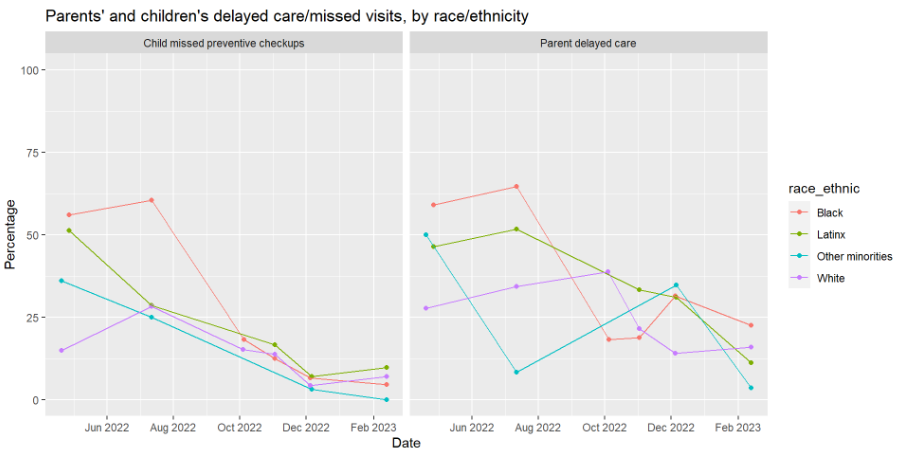 Parents' and children's delayed care/missed visits, by race/ethnicity
Child missed preventive checkups
Parent delayed care
100
75
50
25
0
Percentage
Jun 2022 Aug 2022 Oct 2022 Dec 2022 Feb 2023
Jun 2022 Aug 2022 Oct 2022 Dec 2022 Feb 2023
Date
race_ethnic
Black
Latinx
Other minorities
White